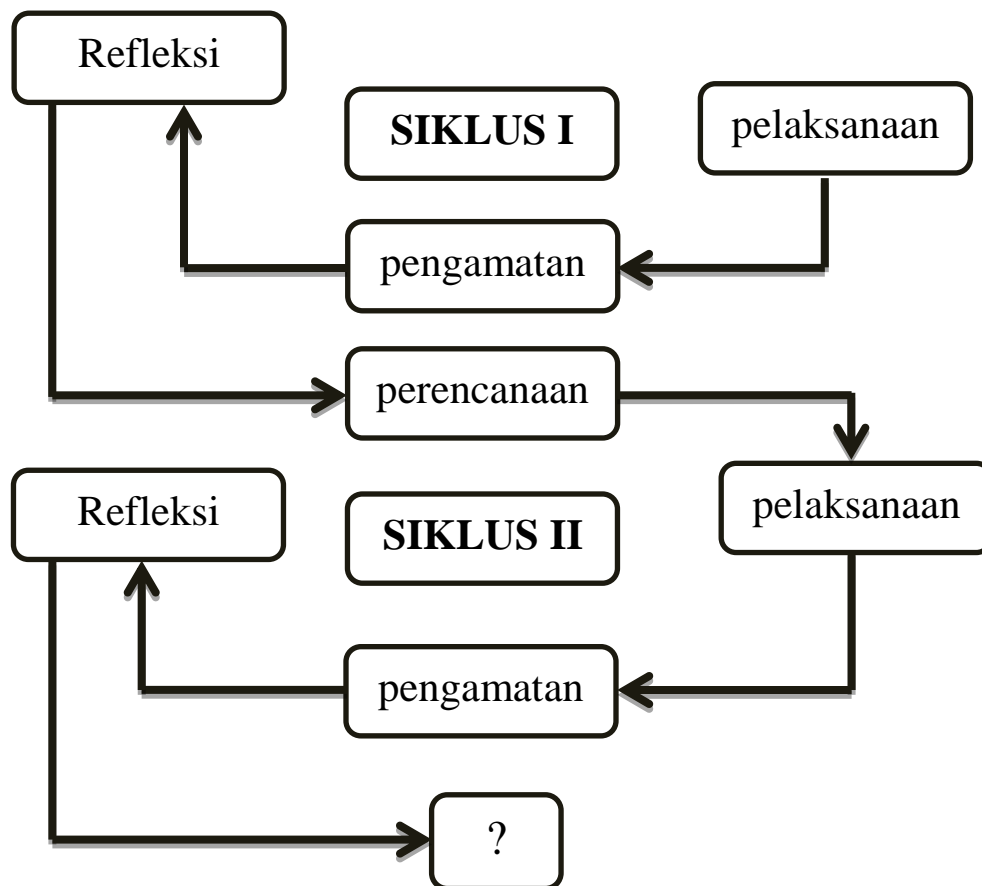 Refleksi
SIKLUS I
pelaksanaan
pengamatan
perencanaan
Refleksi
SIKLUS II
pelaksanaan
pengamatan
?